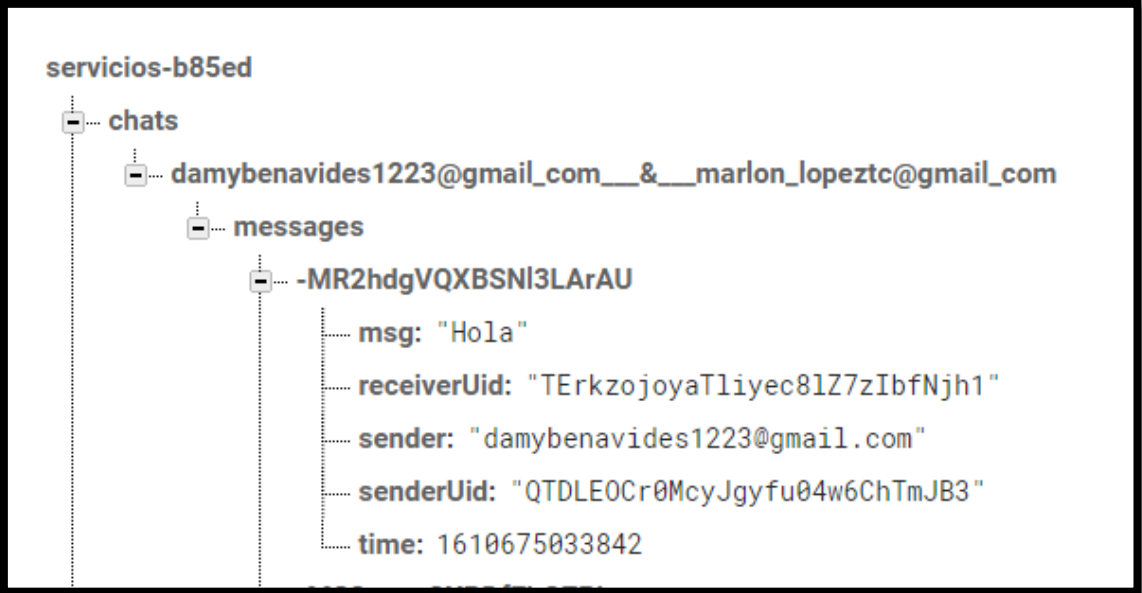 servicios-b85ed
chats
damybenavides1223@gmail_com___&___marlon_lopeztc@gmail_com
messages
-MR2hdgVQXBSNl3LArAU
msg: "Hola"
receiverUid: "TErkzojoyaTliyec8lZ7zIbfNjh1"
sender: "damybenavides1223@gmail.com"
senderUid: "QTDLEOCr0McyJgyfu04w6ChTmJB3"
time: 1610675033842